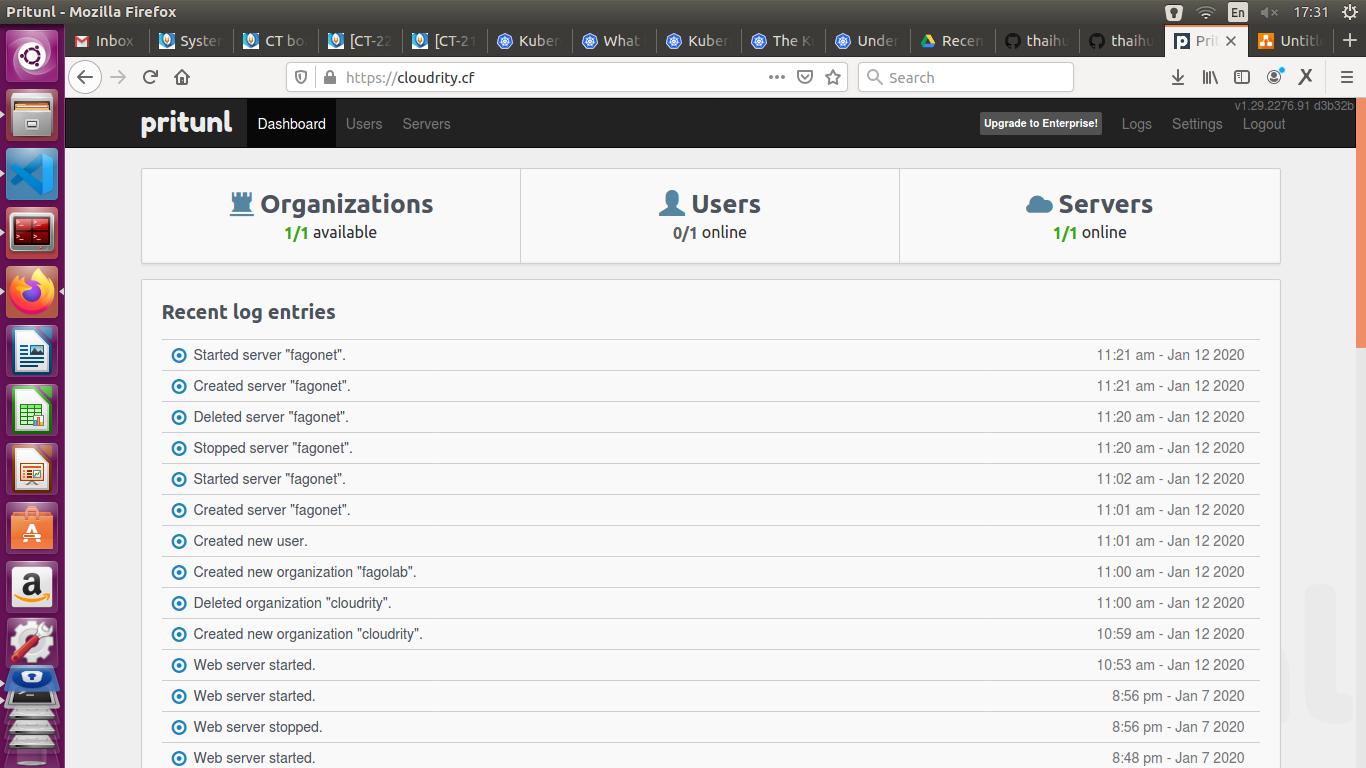 Pritunl - Mozilla Firefox
En
17:31
Inbox
Syster
CT bo
[CT-22
[CT-21
Kuber
What
Kuber
The K
Under
Recen
thaihu
thaihu
Prit
Untitl
https://cloudrity.cf
Search
v1.29.2276.91 d3b32b
pritunl
Dashboard
Users
Servers
Upgrade to Enterprise!
Logs
Settings
Logout
Organizations
1/1 available
Users
0/1 online
Servers
1/1 online
Recent log entries
Started server "fagonet". 11:21 am - Jan 12 2020
Created server "fagonet". 11:21 am - Jan 12 2020
Deleted server "fagonet". 11:20 am - Jan 12 2020
Stopped server "fagonet". 11:20 am - Jan 12 2020
Started server "fagonet". 11:02 am - Jan 12 2020
Created server "fagonet". 11:01 am - Jan 12 2020
Created new user. 11:01 am - Jan 12 2020
Created new organization "fagolab". 11:00 am - Jan 12 2020
Deleted organization "cloudrity". 11:00 am - Jan 12 2020
Created new organization "cloudrity". 10:59 am - Jan 12 2020
Web server started. 10:53 am - Jan 12 2020
Web server started. 8:56 pm - Jan 7 2020
Web server stopped. 8:56 pm - Jan 7 2020
Web server started. 8:48 pm - Jan 7 2020